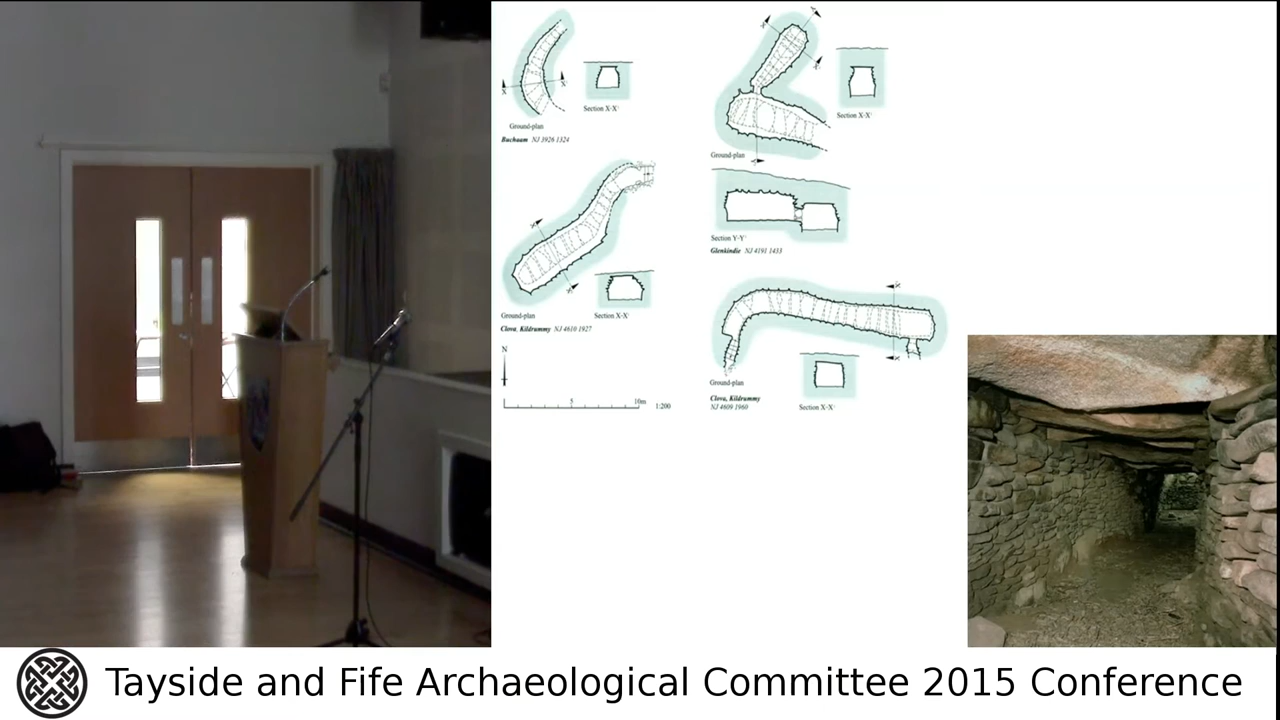 Ground-plan
Section X-X'
Buchaam NJ 3926 1324
Ground-plan
Section X-X'
Clova, Kildrummy NJ 4610 1927
N
5
10m
1:200
Section X-X'
Ground-plan
Section Y-Y'
Glenkindie NJ 4191 1433
Ground-plan
Clova, Kildrummy
NJ 4609 1960
Section X-X'
Tayside and Fife Archaeological Committee 2015 Conference